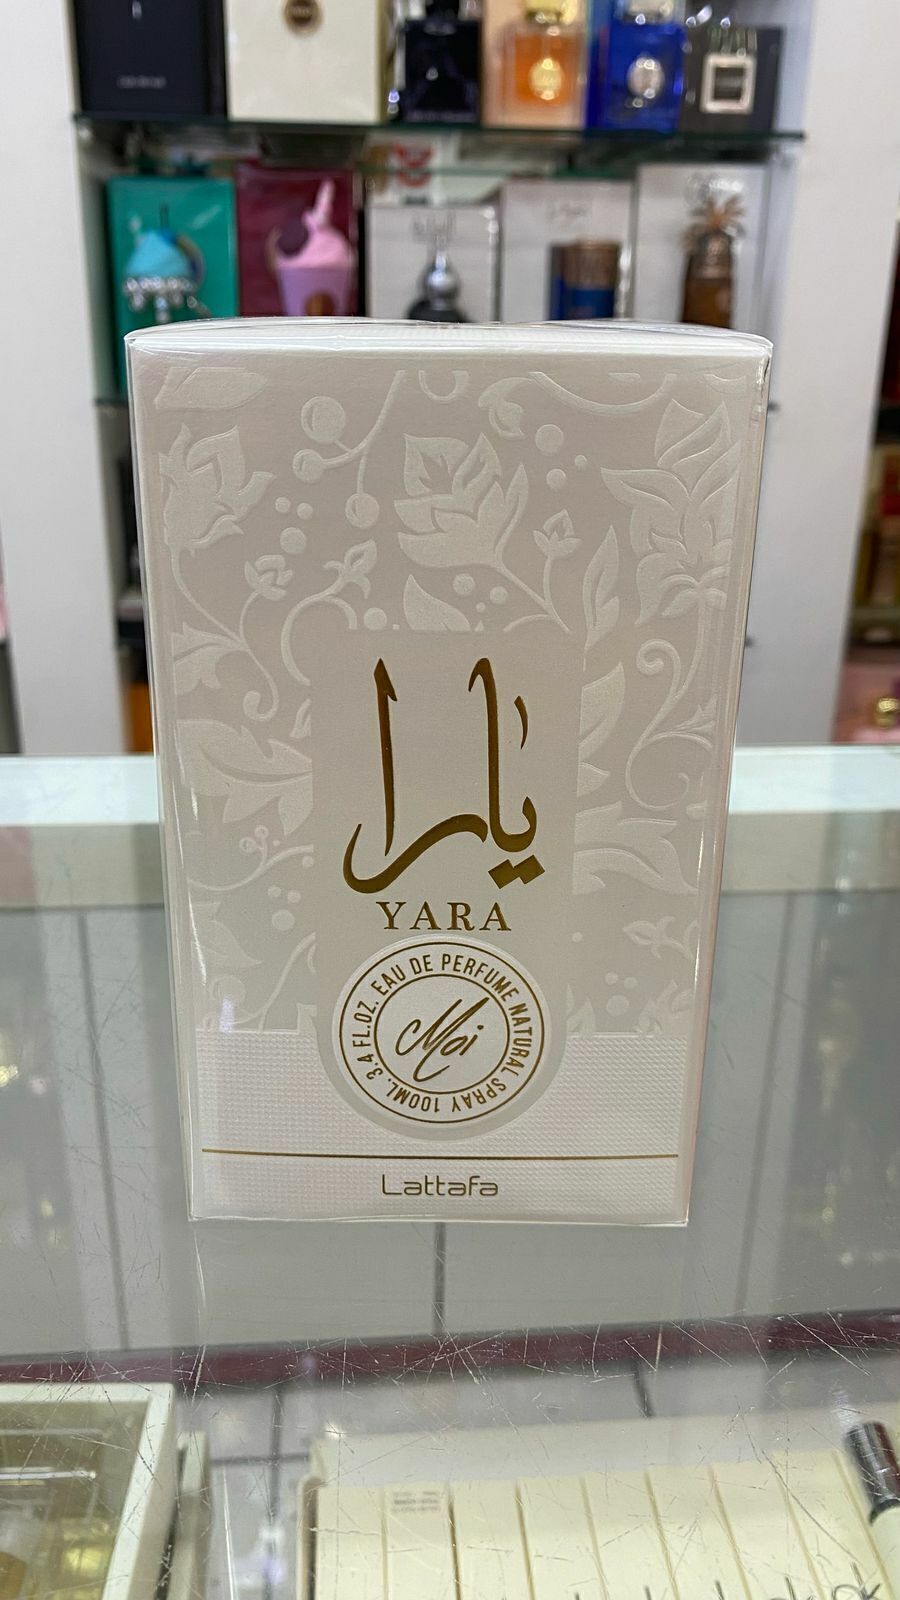 يارا
YARA
3.4 FL.OZ. EAU DE PERFUME NATURAL SPRAY 100ML.
Moi
Lattafa